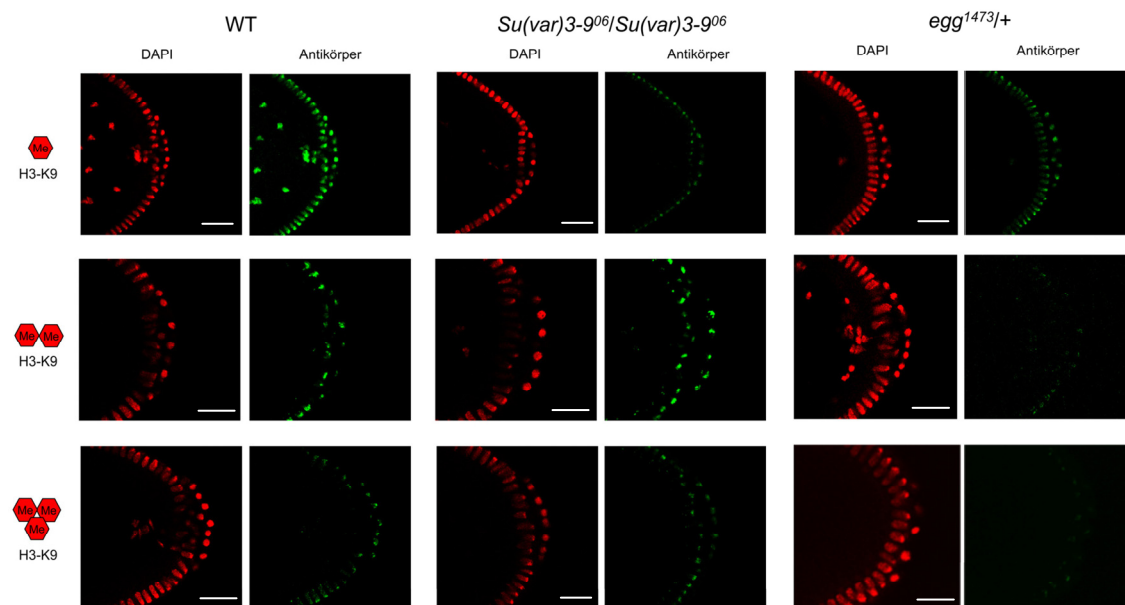 WT
Su(var)3-9⁰⁶/Su(var)3-9⁰⁶
egg¹⁴⁷³/+
DAPI
Antikörper
DAPI
Antikörper
DAPI
Antikörper
Me
H3-K9
Me Me
H3-K9
Me Me
Me
H3-K9